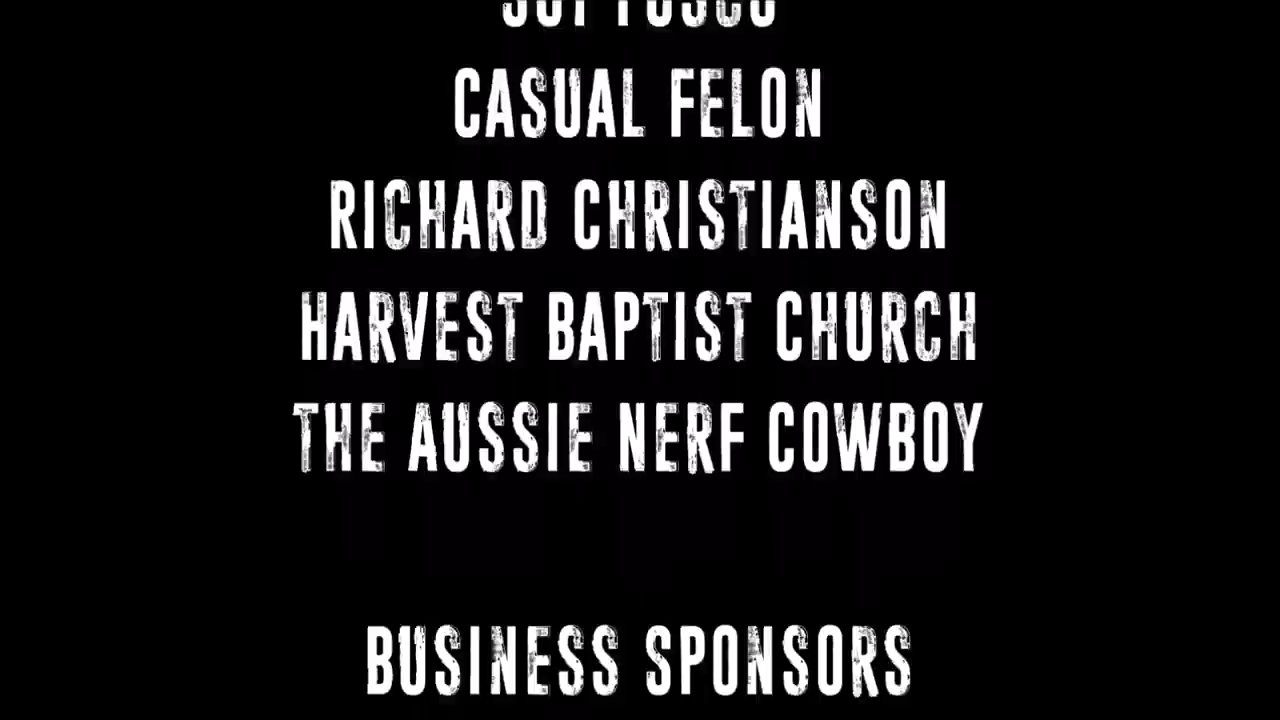 CASUAL FELON
RICHARD CHRISTIANSON
HARVEST BAPTIST CHURCH
THE AUSSIE NERF COWBOY
BUSINESS SPONSORS